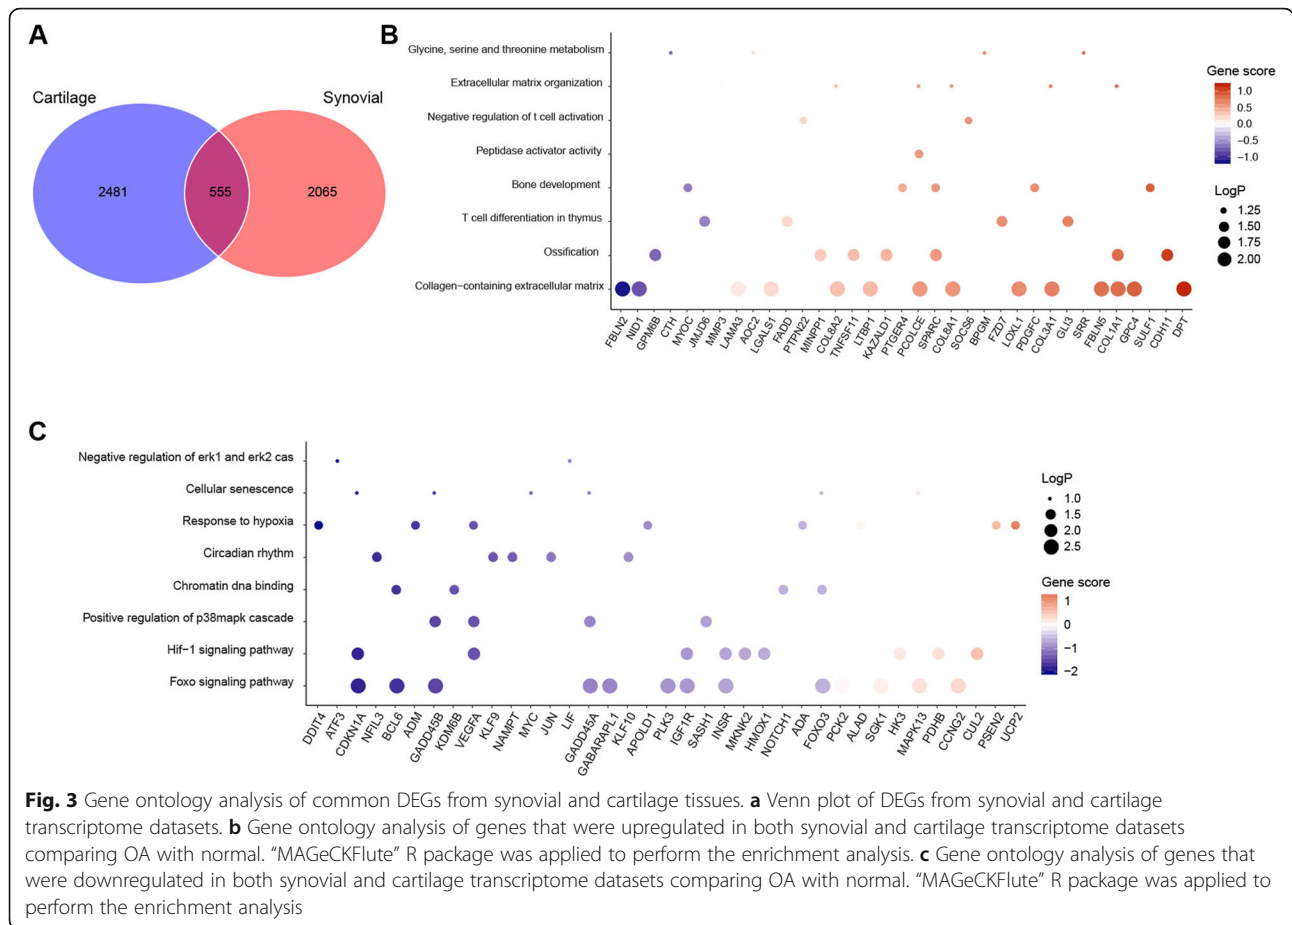 A
Cartilage
Synovial
2481
555
2065
B
Glycine, serine and threonine metabolism
Extracellular matrix organization
Negative regulation of t cell activation
Peptidase activator activity
Bone development
T cell differentiation in thymus
Ossification
Collagen−containing extracellular matrix
FBLN2
NID1
GPM6B
CTH
MYOC
JMJD6
MMP3
LAMA3
AOC2
LGALS1
FADD
PTPN22
MINPP1
COL8A2
TNFSF11
LTBP1
KAZALD1
PTGER4
PCOLCE
SPARC
COL8A1
SOCS6
BPGM
FZD7
LOXL1
PDGFC
COL3A1
GLI3
SRR
FBLN5
COL1A1
GPC4
SULF1
CDH11
DPT
Gene score
1.0
0.5
0.0
−0.5
−1.0
LogP
1.25
1.50
1.75
2.00
C
Negative regulation of erk1 and erk2 cas
Cellular senescence
Response to hypoxia
Circadian rhythm
Chromatin dna binding
Positive regulation of p38mapk cascade
Hif−1 signaling pathway
Foxo signaling pathway
DDIT4
ATF3
CDKN1A
NFIL3
BCL6
ADM
GADD45B
KDM6B
VEGFA
KLF9
NAMPT
MYC
JUN
LIF
GADD45A
GABARAPL1
KLF10
APOLD1
PLK3
IGF1R
SASH1
INSR
MKNK2
HMOX1
NOTCH1
ADA
FOXO3
PCK2
ALAD
SGK1
HK3
MAPK13
PDHB
CCNG2
CUL2
PSEN2
UCP2
LogP
1.0
1.5
2.0
2.5
Gene score
1
0
−1
−2
Fig. 3 Gene ontology analysis of common DEGs from synovial and cartilage tissues. a Venn plot of DEGs from synovial and cartilage
transcriptome datasets. b Gene ontology analysis of genes that were upregulated in both synovial and cartilage transcriptome datasets
comparing OA with normal. “MAGeCKFlute” R package was applied to perform the enrichment analysis. c Gene ontology analysis of genes that
were downregulated in both synovial and cartilage transcriptome datasets comparing OA with normal. “MAGeCKFlute” R package was applied to
perform the enrichment analysis